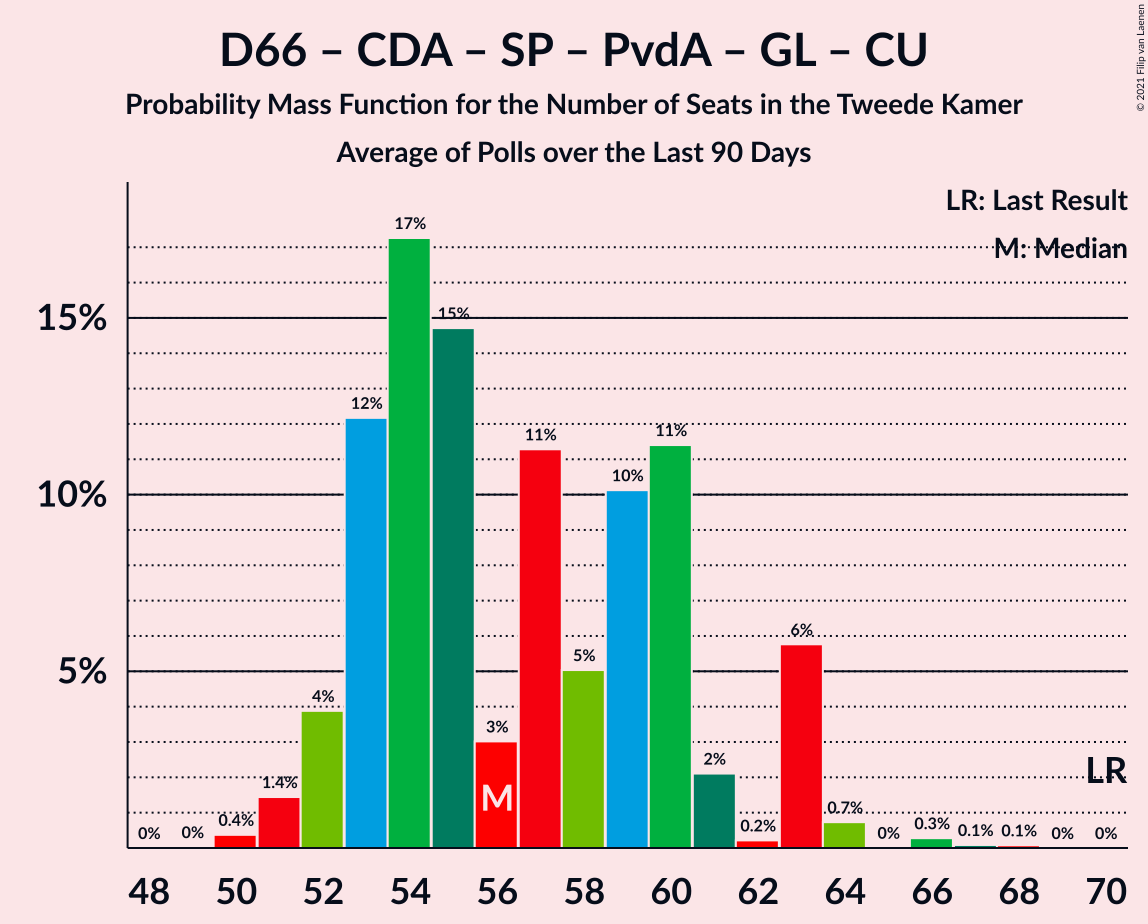 D66 – CDA – SP – PvdA – GL – CU
Probability Mass Function for the Number of Seats in the Tweede Kamer
Average of Polls over the Last 90 Days
© 2021 Filip van Laenen
LR: Last Result
M: Median
17%
15%
15%
12%
11%
11%
10%
10%
6%
5%
5%
4%
3%
2%
1.4%
0.7%
0.4%
0.2%
0.3%
0.1%
0.1%
0%
0%
0%
0%
0%
M
LR
48 50 52 54 56 58 60 62 64 66 68 70